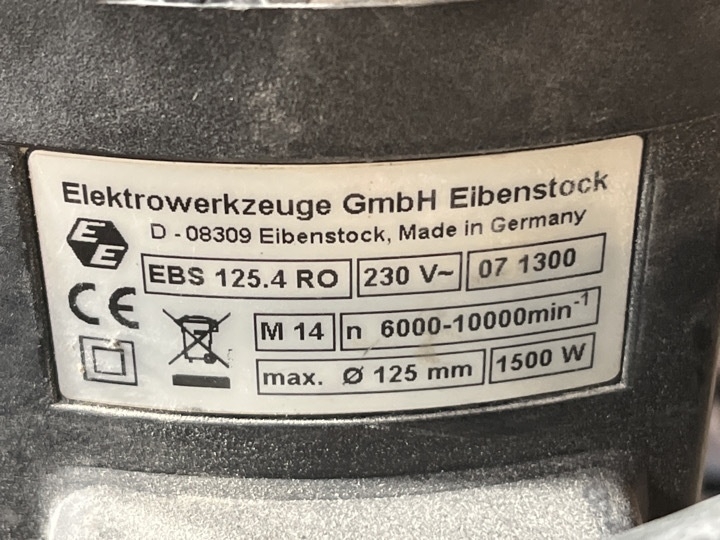 Elektrowerkzeuge GmbH Eibenstock
D - 08309 Eibenstock, Made in Germany
EE
EBS 125.4 RO 230 V~ 07 1300
CE
M 14 n 6000-10000min⁻¹
max. Ø 125 mm 1500 W